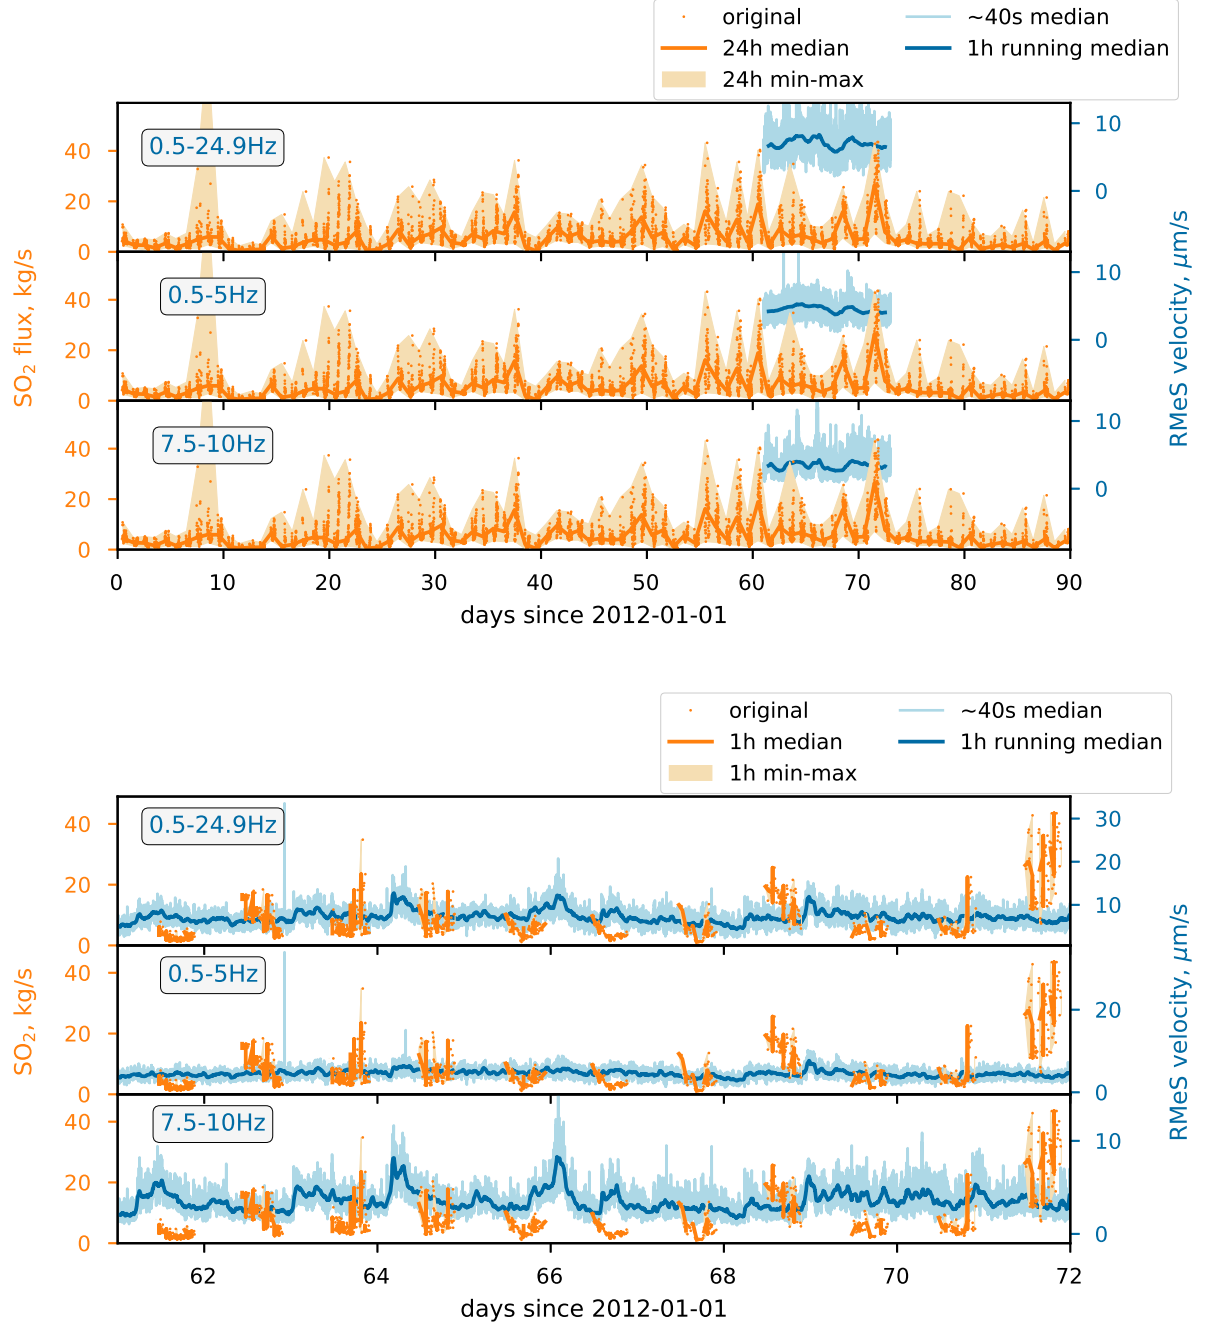 original
24h median
24h min-max
~40s median
1h running median
0.5-24.9Hz
40
20
0
10
0
0.5-5Hz
40
20
0
10
0
7.5-10Hz
40
20
0
10
0
SO₂ flux, kg/s
RMeS velocity, μm/s
0 10 20 30 40 50 60 70 80 90
days since 2012-01-01
original
1h median
1h min-max
~40s median
1h running median
0.5-24.9Hz
40
20
0
30
20
10
0.5-5Hz
40
20
0
20
0
7.5-10Hz
40
20
0
10
0
SO₂, kg/s
RMeS velocity, μm/s
62 64 66 68 70 72
days since 2012-01-01